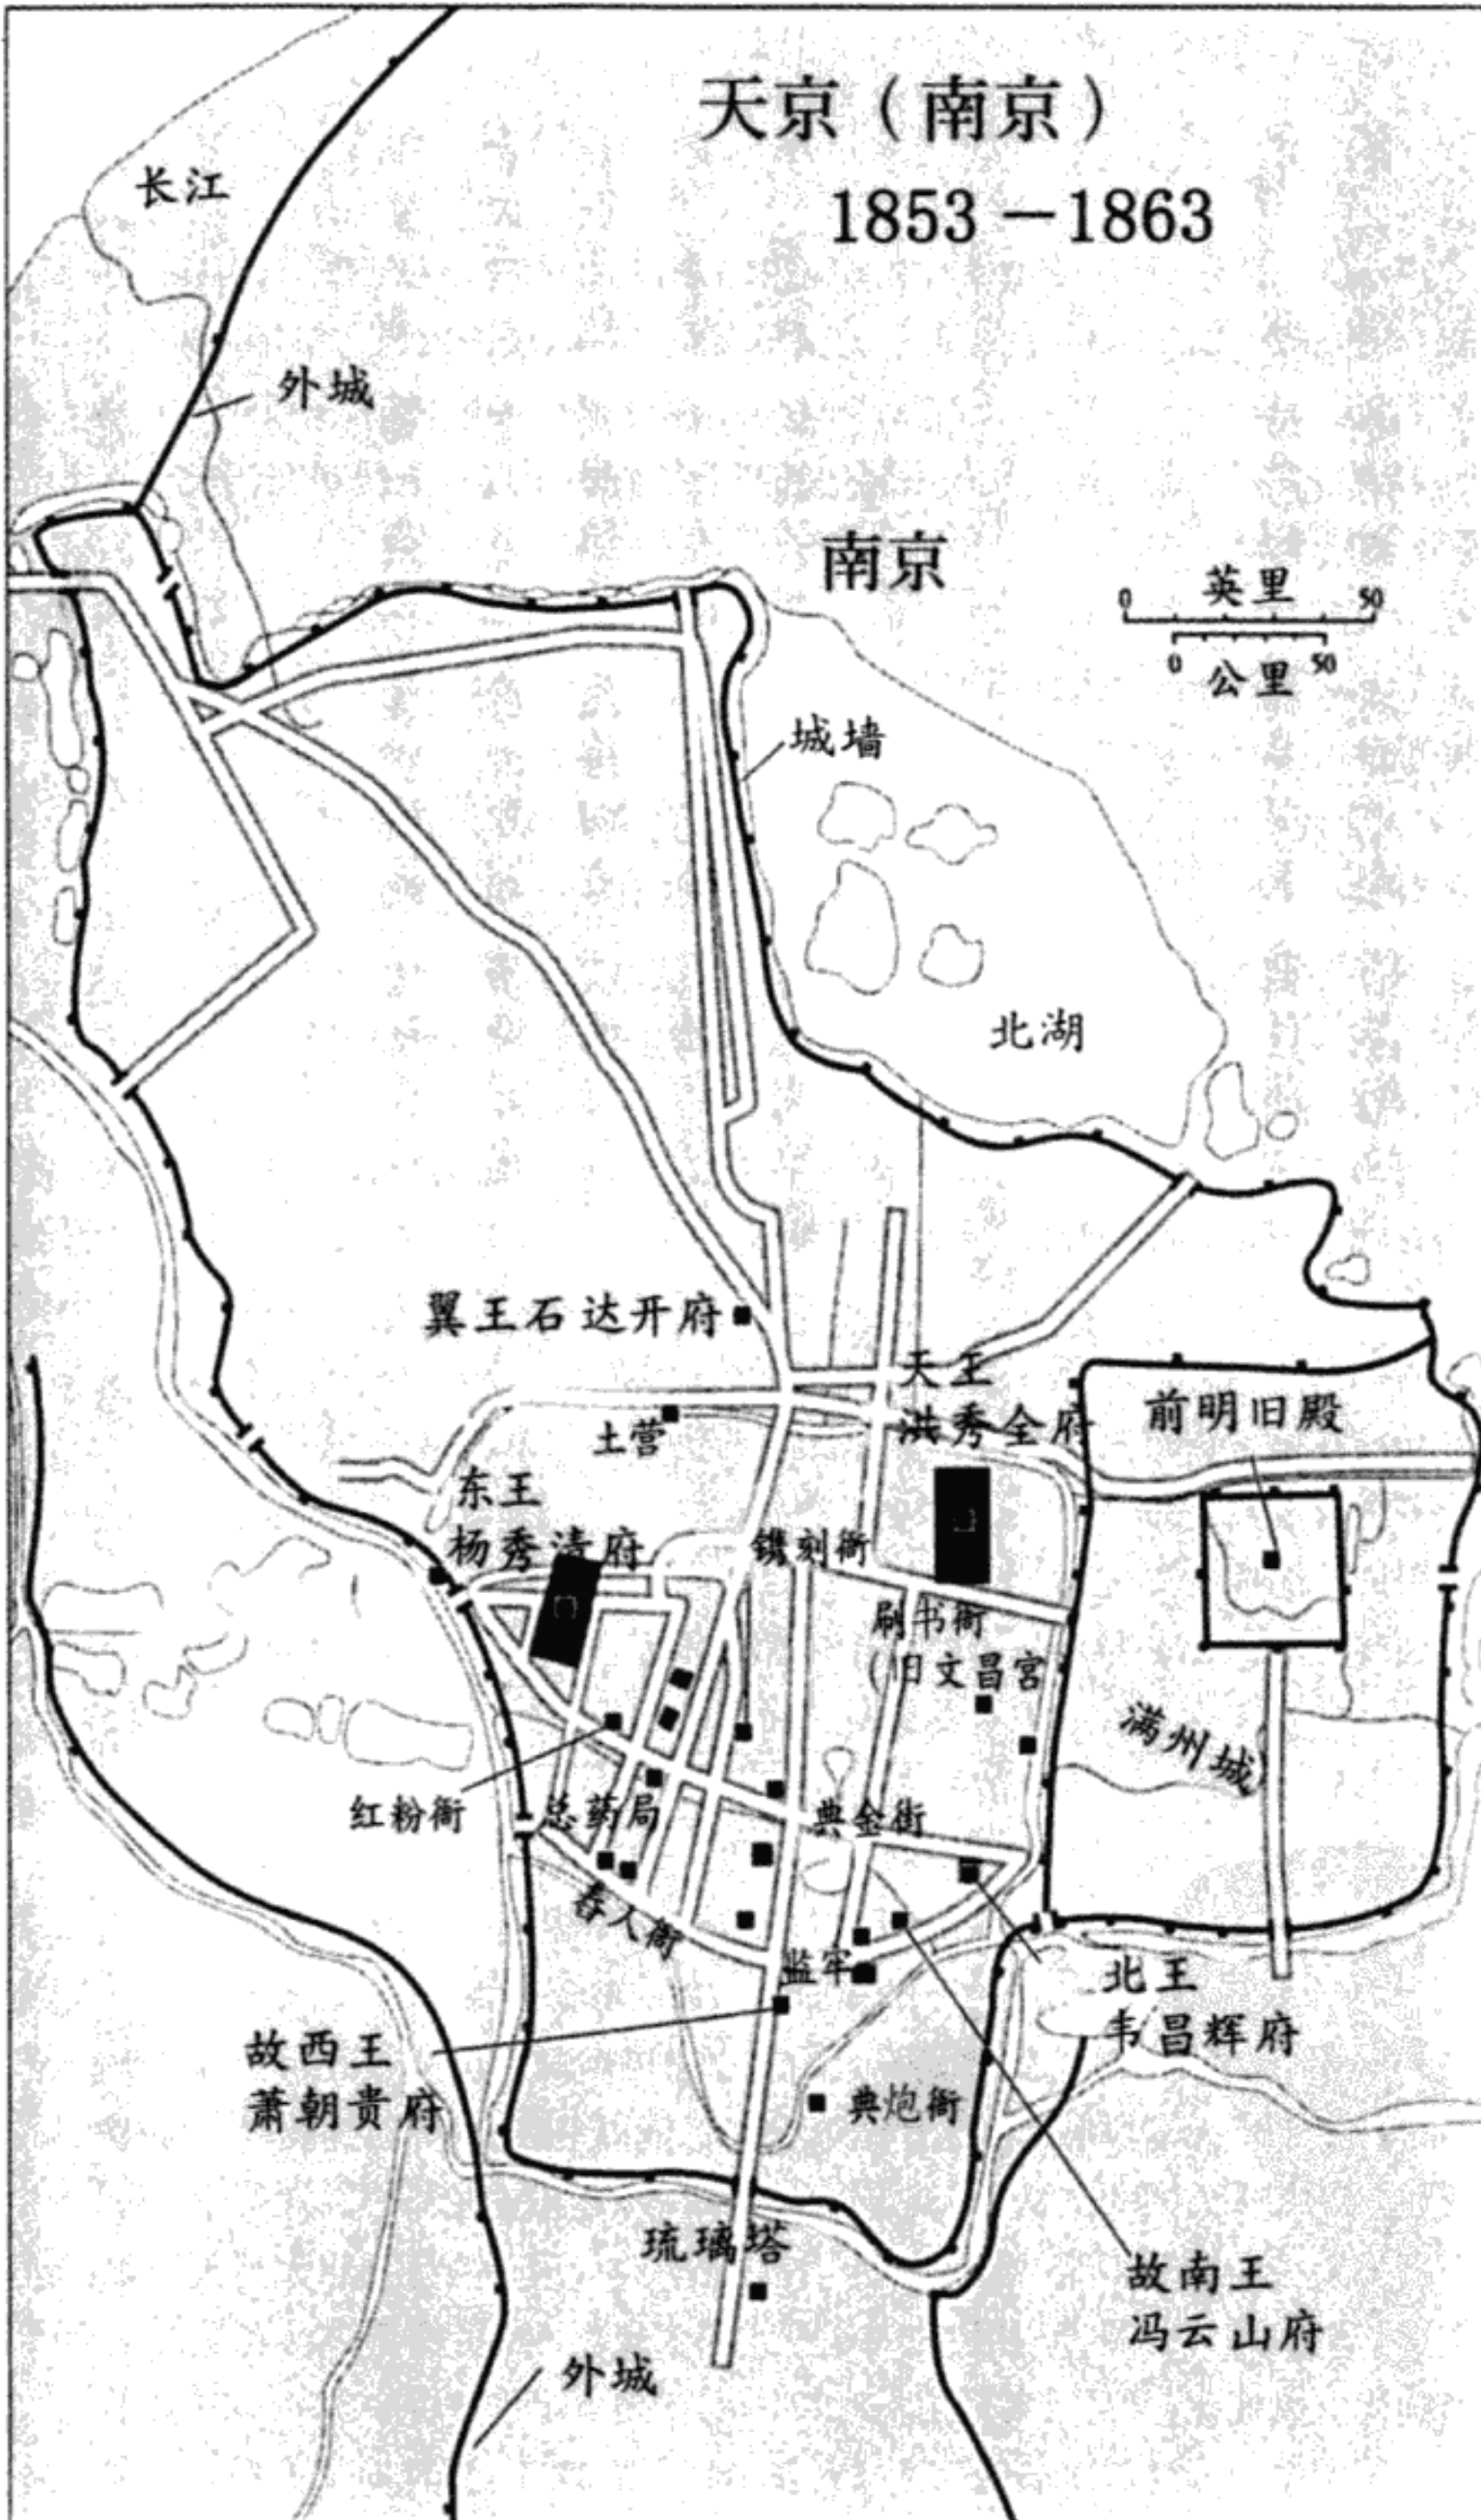 天京（南京）
1853－1863
长江
外城
南京
0 英里 50
0 公里 50
城墙
北湖
翼王石达开府
天王
洪秀全府
前明旧殿
土营
东王
杨秀清府
镌刻衙
刷书衙
（旧文昌宫
满州城
红粉衙
总药局
典金街
舂人衙
监牢
北王
韦昌辉府
故西王
萧朝贵府
典炮衙
琉璃塔
故南王
冯云山府
外城